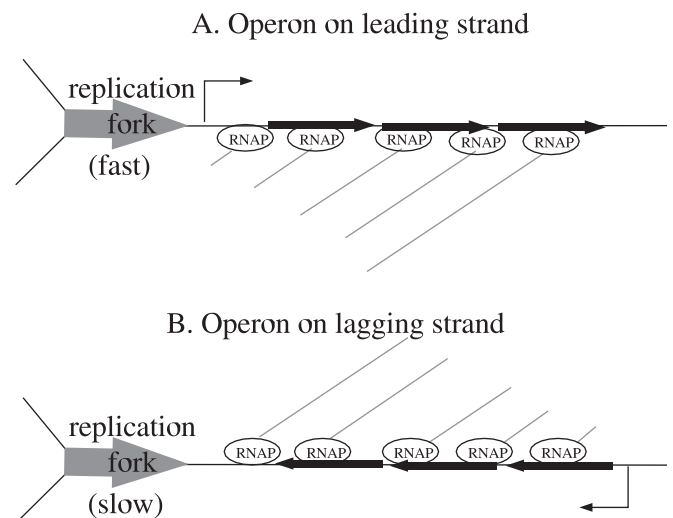 A. Operon on leading strand
replication
fork
(fast)
RNAP RNAP RNAP RNAP RNAP
B. Operon on lagging strand
replication
fork
(slow)
RNAP RNAP RNAP RNAP RNAP